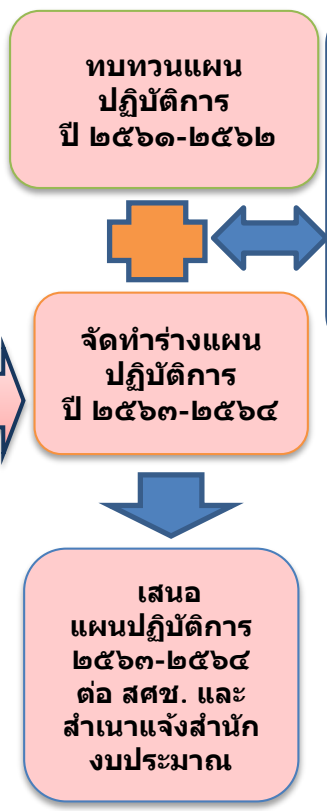 ทบทวนแผน
ปฏิบัติการ
ปี ๒๕๖๑-๒๕๖๒
จัดทำร่างแผน
ปฏิบัติการ
ปี ๒๕๖๓-๒๕๖๔
เสนอ
แผนปฏิบัติการ
๒๕๖๓-๒๕๖๔
ต่อ สศช. และ
สำเนาแจ้งสำนัก
งบประมาณ